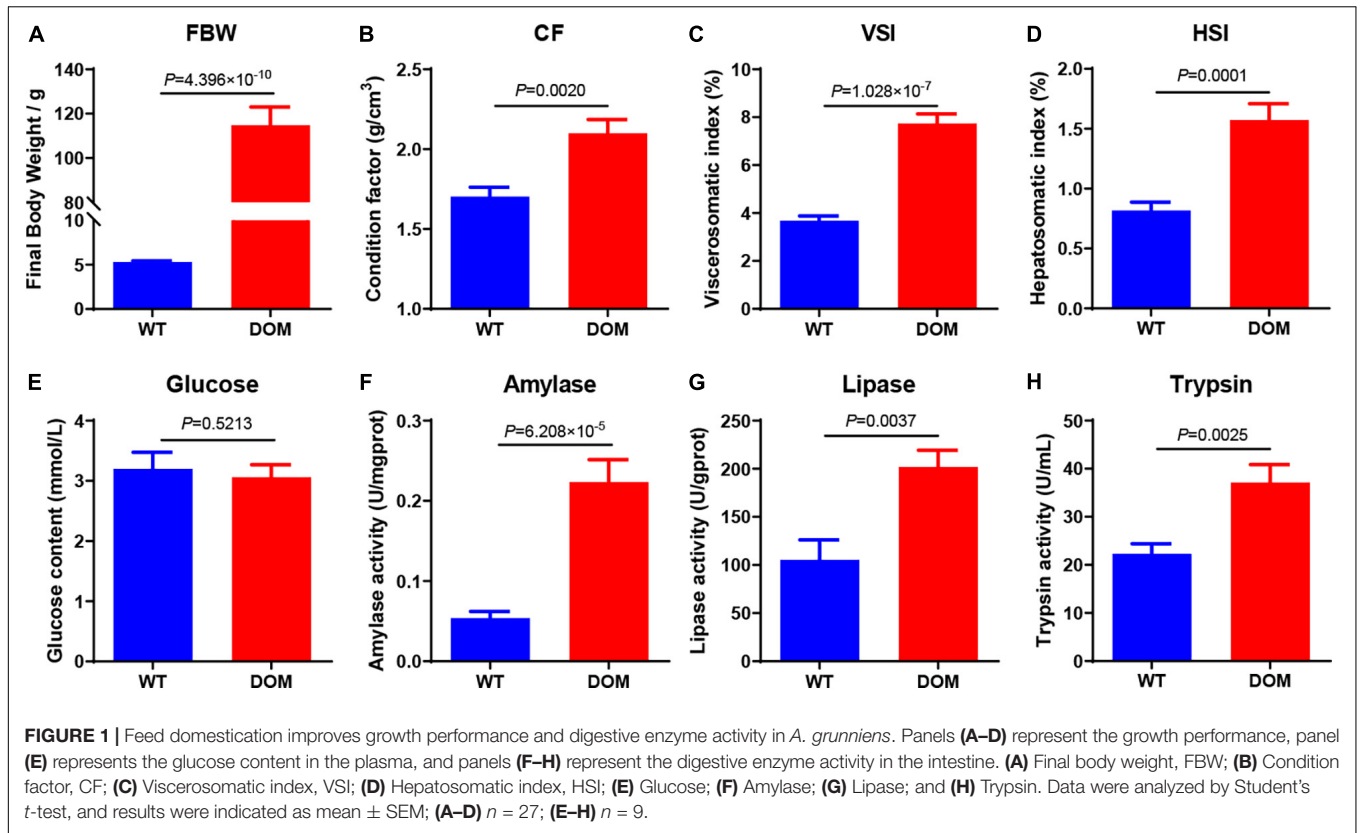 A
FBW
P=4.396×10⁻¹⁰
Final Body Weight / g
140
120
100
80
10
5
0
WT
DOM
B
CF
P=0.0020
Condition factor (g/cm³)
2.5
2.0
1.5
1.0
WT
DOM
C
VSI
P=1.028×10⁻⁷
Viscerosomatic index (%)
10
8
6
4
2
0
WT
DOM
D
HSI
P=0.0001
Hepatosomatic index (%)
2.0
1.5
1.0
0.5
0.0
WT
DOM
E
Glucose
P=0.5213
Glucose content (mmol/L)
4
3
2
1
0
WT
DOM
F
Amylase
P=6.208×10⁻⁵
Amylase activity (U/mgprot)
0.3
0.2
0.1
0.0
WT
DOM
G
Lipase
P=0.0037
Lipase activity (U/gprot)
250
200
150
100
50
0
WT
DOM
H
Trypsin
P=0.0025
Trypsin activity (U/mL)
50
40
30
20
10
0
WT
DOM
FIGURE 1 | Feed domestication improves growth performance and digestive enzyme activity in A. grunniens. Panels (A–D) represent the growth performance, panel
(E) represents the glucose content in the plasma, and panels (F–H) represent the digestive enzyme activity in the intestine. (A) Final body weight, FBW; (B) Condition
factor, CF; (C) Viscerosomatic index, VSI; (D) Hepatosomatic index, HSI; (E) Glucose; (F) Amylase; (G) Lipase; and (H) Trypsin. Data were analyzed by Student's
t-test, and results were indicated as mean ± SEM; (A–D) n = 27; (E–H) n = 9.